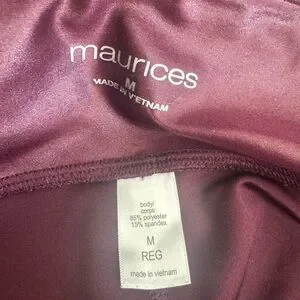 maurices
M
MADE IN VIETNAM
body/
corps
85% polyester
15% spandex
M
REG
made in vietnam